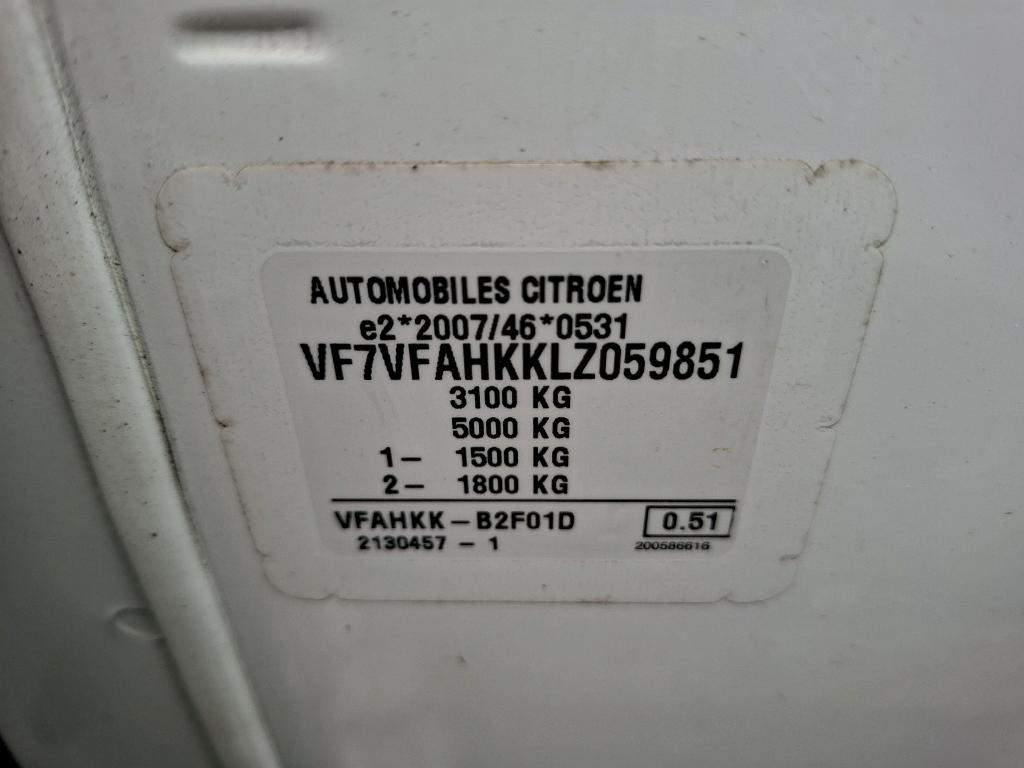 AUTOMOBILES CITROEN
e2*2007/46*0531
VF7VFAHKKLZ059851
3100 KG
5000 KG
1- 1500 KG
2- 1800 KG
VFAHKK-B2F01D 0.51
2130457-1 200586616